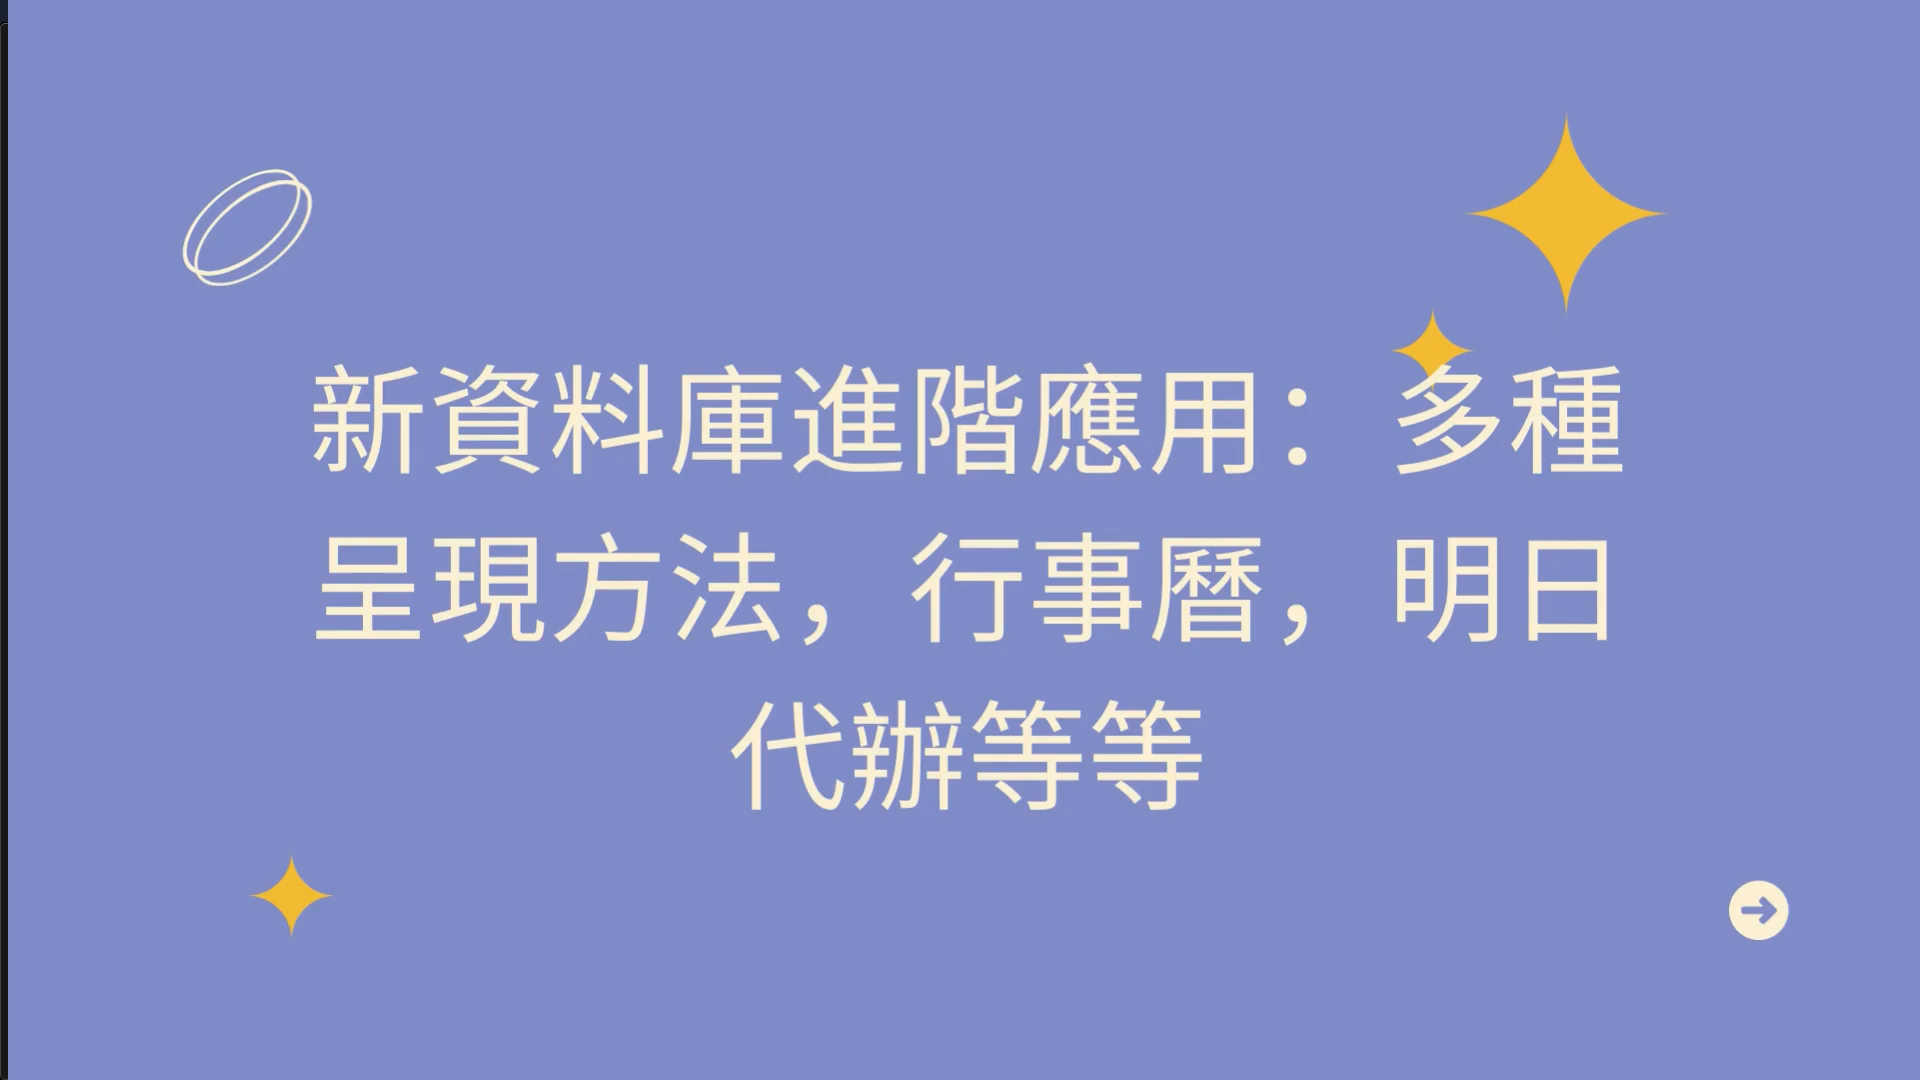 新資料庫進階應用：多種
呈現方法，行事曆，明日
代辦等等